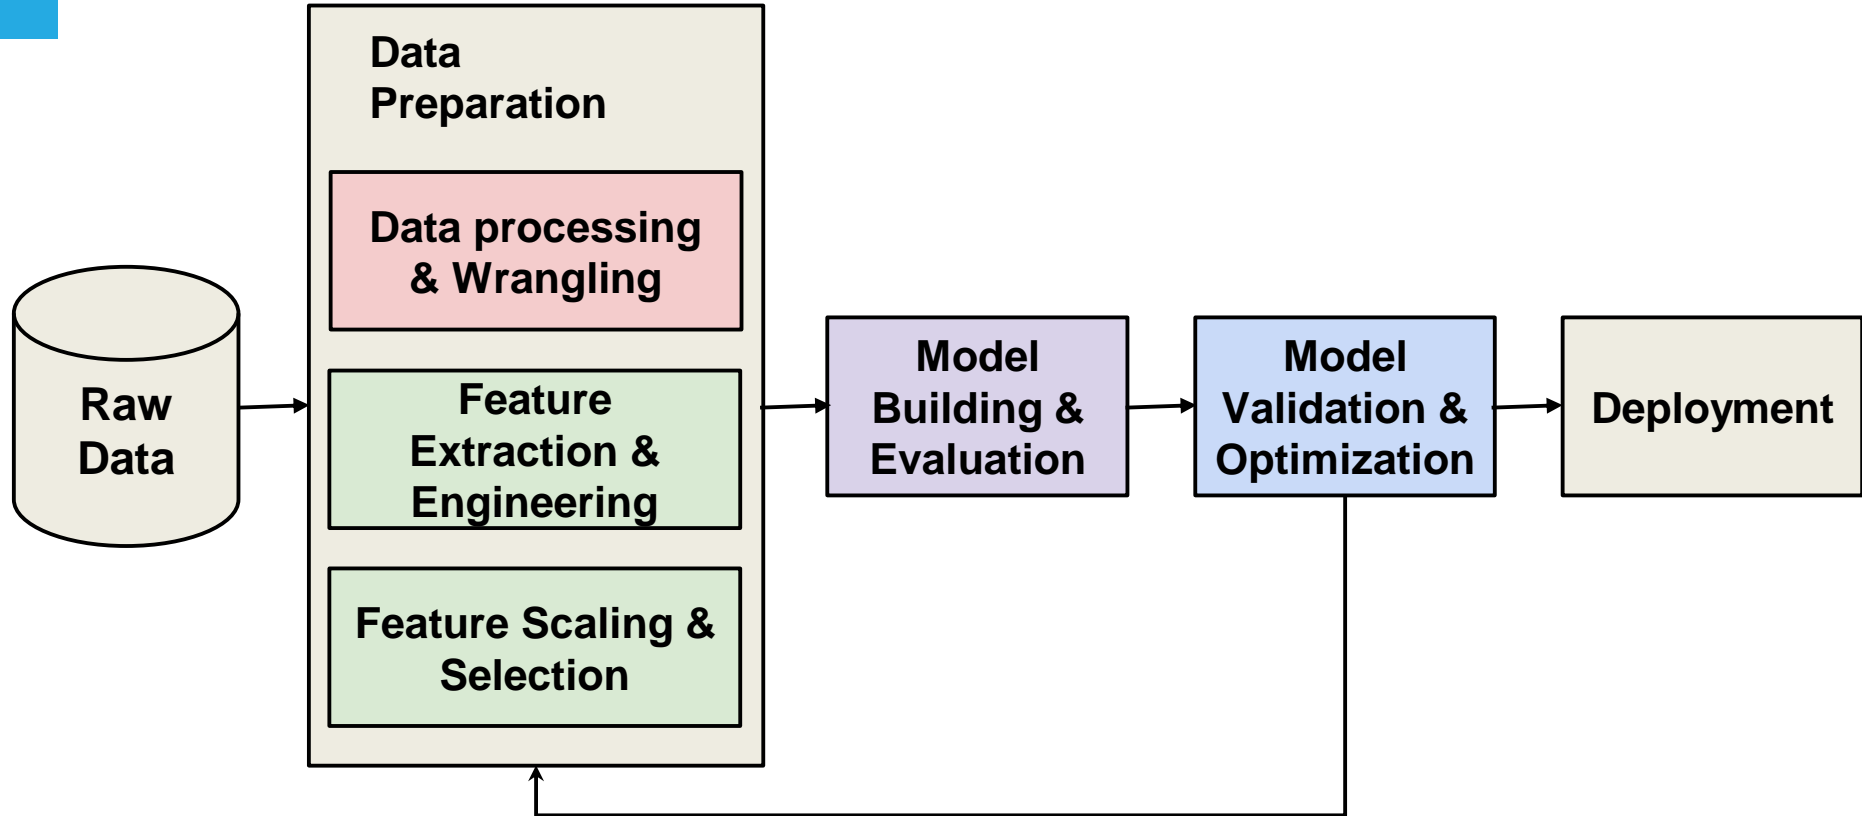 Data
Preparation
Data processing
& Wrangling
Raw
Data
Feature
Extraction &
Engineering
Feature Scaling &
Selection
Model
Building &
Evaluation
Model
Validation &
Optimization
Deployment